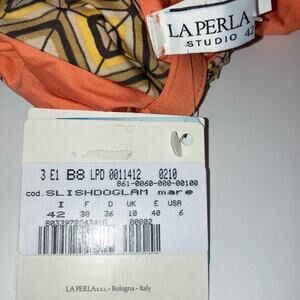 LA PERLA
STUDIO 42
3 E1 B8 LPD 0011412 0210
861-0060-000-00100
cod. SLISHDOGLAM mare
I F D UK E USA
42 38 36 10 40 6
00002
LA PERLA S.R.L. - Bologna - Italy